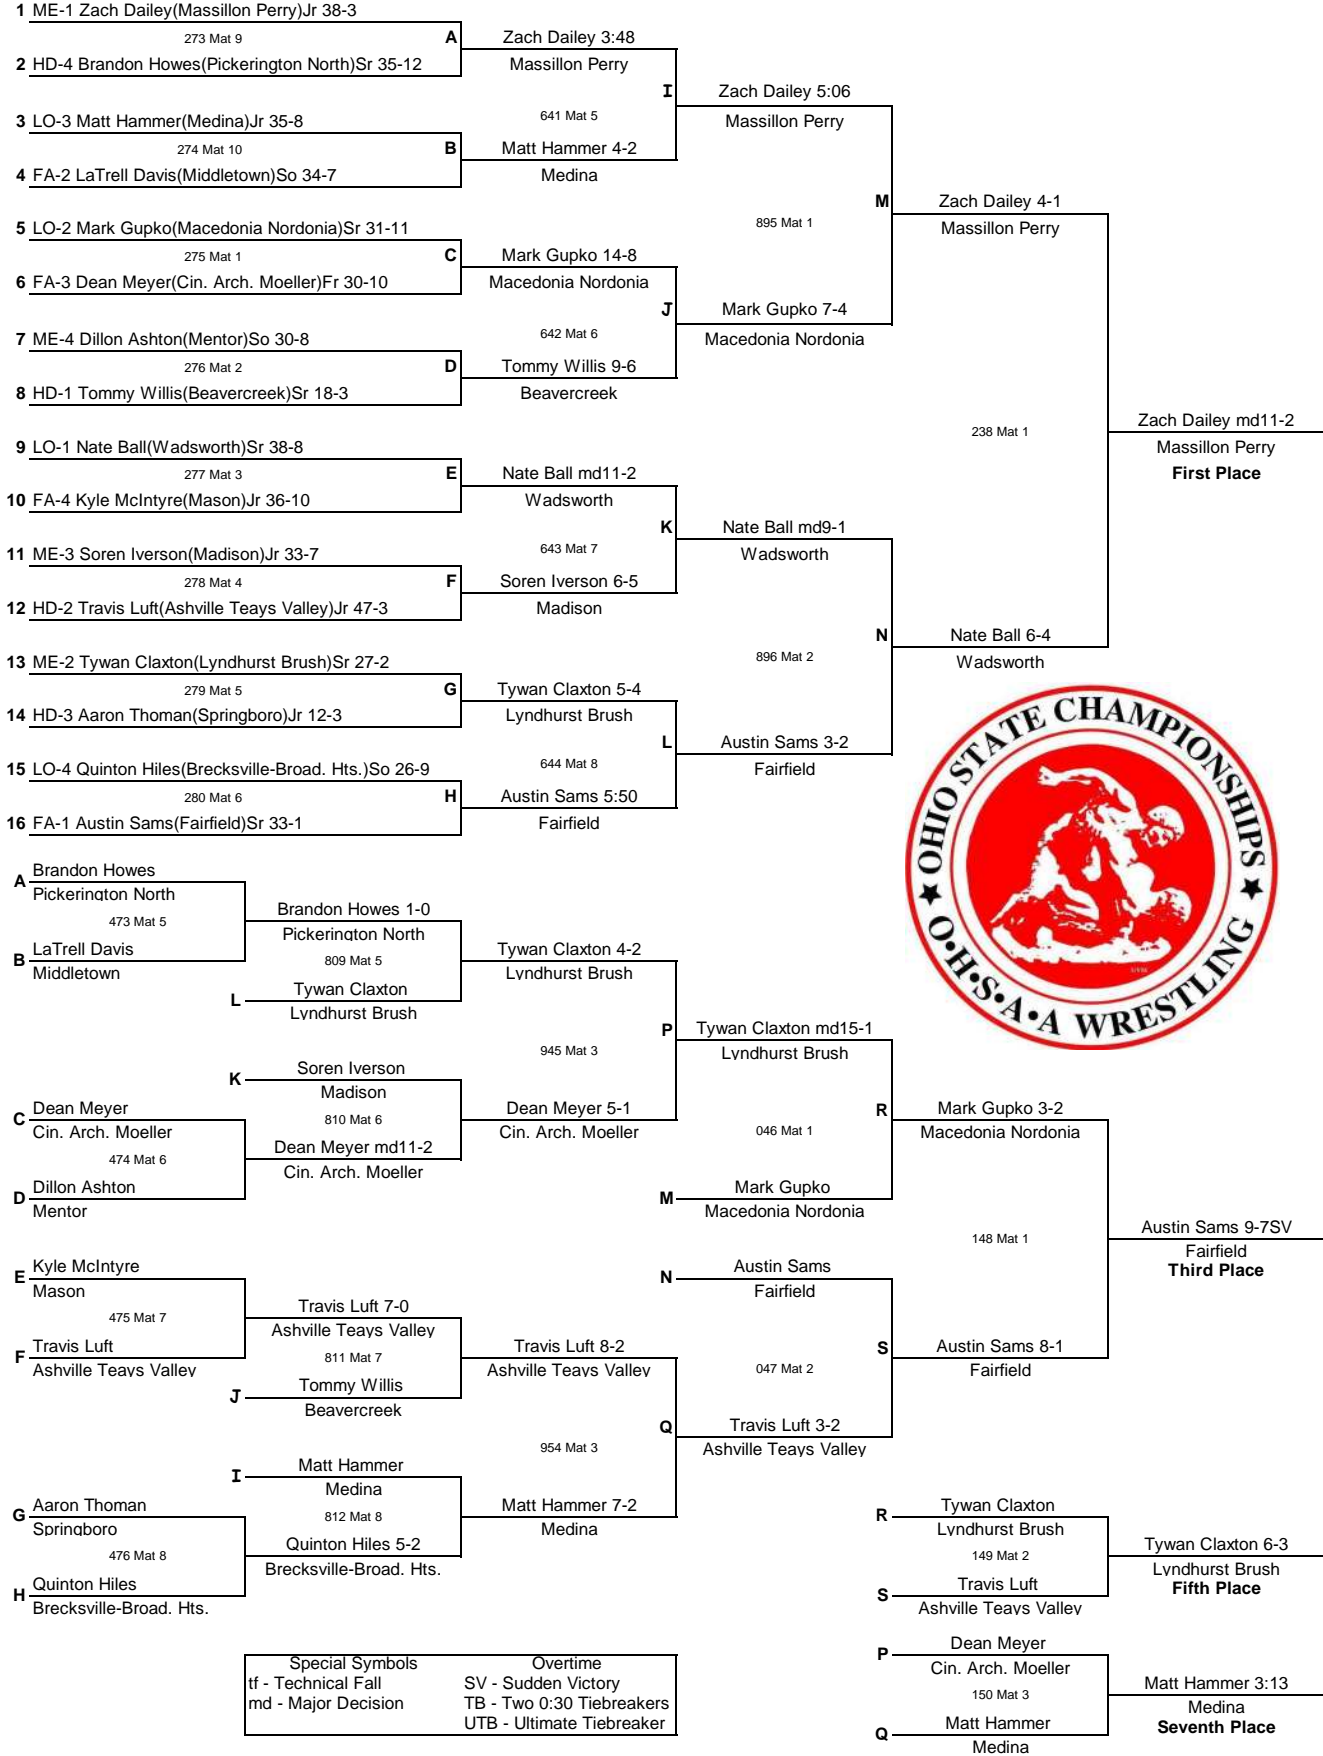 1 ME-1 Zach Dailey(Massillon Perry)Jr 38-3
273 Mat 9
A
2 HD-4 Brandon Howes(Pickerington North)Sr 35-12
Zach Dailey 3:48
Massillon Perry
I
641 Mat 5
3 LO-3 Matt Hammer(Medina)Jr 35-8
274 Mat 10
B
4 FA-2 LaTrell Davis(Middletown)So 34-7
Matt Hammer 4-2
Medina
Zach Dailey 5:06
Massillon Perry
M
895 Mat 1
5 LO-2 Mark Gupko(Macedonia Nordonia)Sr 31-11
275 Mat 1
C
6 FA-3 Dean Meyer(Cin. Arch. Moeller)Fr 30-10
Mark Gupko 14-8
Macedonia Nordonia
J
642 Mat 6
7 ME-4 Dillon Ashton(Mentor)So 30-8
276 Mat 2
D
8 HD-1 Tommy Willis(Beavercreek)Sr 18-3
Tommy Willis 9-6
Beavercreek
Mark Gupko 7-4
Macedonia Nordonia
Zach Dailey 4-1
Massillon Perry
238 Mat 1
Zach Dailey md11-2
Massillon Perry
First Place
9 LO-1 Nate Ball(Wadsworth)Sr 38-8
277 Mat 3
E
10 FA-4 Kyle McIntyre(Mason)Jr 36-10
Nate Ball md11-2
Wadsworth
K
643 Mat 7
11 ME-3 Soren Iverson(Madison)Jr 33-7
278 Mat 4
F
12 HD-2 Travis Luft(Ashville Teays Valley)Jr 47-3
Soren Iverson 6-5
Madison
Nate Ball md9-1
Wadsworth
N
896 Mat 2
13 ME-2 Tywan Claxton(Lyndhurst Brush)Sr 27-2
279 Mat 5
G
14 HD-3 Aaron Thoman(Springboro)Jr 12-3
Tywan Claxton 5-4
Lyndhurst Brush
L
644 Mat 8
15 LO-4 Quinton Hiles(Brecksville-Broad. Hts.)So 26-9
280 Mat 6
H
16 FA-1 Austin Sams(Fairfield)Sr 33-1
Austin Sams 5:50
Fairfield
Austin Sams 3-2
Fairfield
Nate Ball 6-4
Wadsworth
OHIO STATE CHAMPIONSHIPS
O•H•S•A•A WRESTLING
A Brandon Howes
Pickerington North
473 Mat 5
B LaTrell Davis
Middletown
Brandon Howes 1-0
Pickerington North
809 Mat 5
L Tywan Claxton
Lyndhurst Brush
Tywan Claxton 4-2
Lyndhurst Brush
P
945 Mat 3
K Soren Iverson
Madison
810 Mat 6
C Dean Meyer
Cin. Arch. Moeller
474 Mat 6
D Dillon Ashton
Mentor
Dean Meyer md11-2
Cin. Arch. Moeller
Dean Meyer 5-1
Cin. Arch. Moeller
Tywan Claxton md15-1
Lyndhurst Brush
R
046 Mat 1
M Mark Gupko
Macedonia Nordonia
Mark Gupko 3-2
Macedonia Nordonia
148 Mat 1
Austin Sams 9-7SV
Fairfield
Third Place
E Kyle McIntyre
Mason
475 Mat 7
F Travis Luft
Ashville Teays Valley
Travis Luft 7-0
Ashville Teays Valley
811 Mat 7
J Tommy Willis
Beavercreek
Travis Luft 8-2
Ashville Teays Valley
Q
954 Mat 3
I Matt Hammer
Medina
812 Mat 8
G Aaron Thoman
Springboro
476 Mat 8
H Quinton Hiles
Brecksville-Broad. Hts.
Quinton Hiles 5-2
Brecksville-Broad. Hts.
Matt Hammer 7-2
Medina
N Austin Sams
Fairfield
S
047 Mat 2
Travis Luft 3-2
Ashville Teays Valley
Austin Sams 8-1
Fairfield
R Tywan Claxton
Lyndhurst Brush
149 Mat 2
S Travis Luft
Ashville Teays Valley
Tywan Claxton 6-3
Lyndhurst Brush
Fifth Place
P Dean Meyer
Cin. Arch. Moeller
150 Mat 3
Q Matt Hammer
Medina
Matt Hammer 3:13
Medina
Seventh Place
Special Symbols
tf - Technical Fall
md - Major Decision
Overtime
SV - Sudden Victory
TB - Two 0:30 Tiebreakers
UTB - Ultimate Tiebreaker